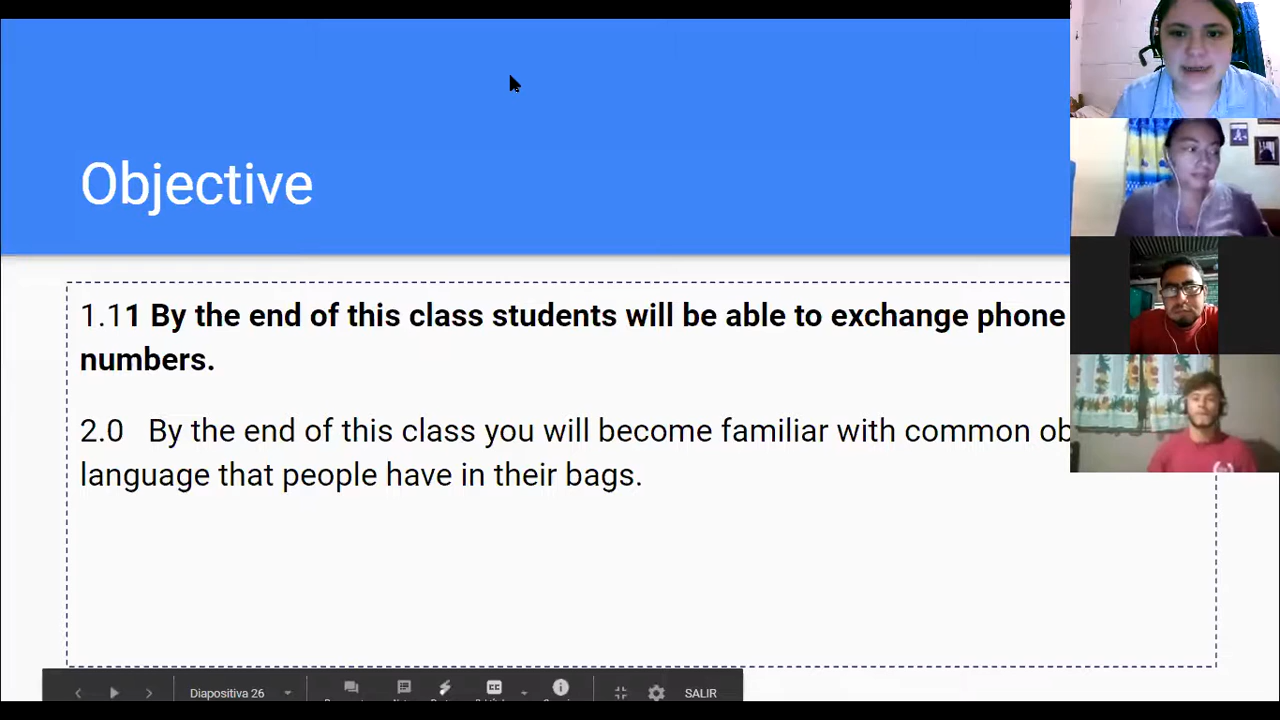 Objective
1.11 By the end of this class students will be able to exchange phone
numbers.
2.0 By the end of this class you will become familiar with common
language that people have in their bags.
Diapositiva 26
CC
SALIR